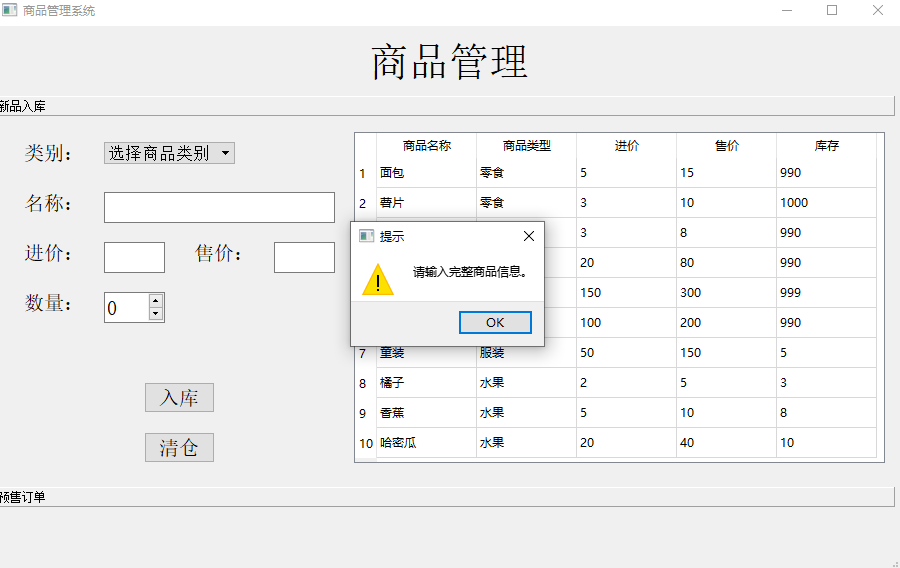 商品管理系统
商品管理
新品入库
类别：
选择商品类别
名称：
进价：
售价：
数量：
0
入库
清仓
商品名称 商品类型 进价 售价 库存
1 面包 零食 5 15 990
2 薯片 零食 3 10 1000
3 8 990
20 80 990
150 300 999
100 200 990
7 童装 服装 50 150 5
8 橘子 水果 2 5 3
9 香蕉 水果 5 10 8
10 哈密瓜 水果 20 40 10
提示
请输入完整商品信息。
OK
预售订单